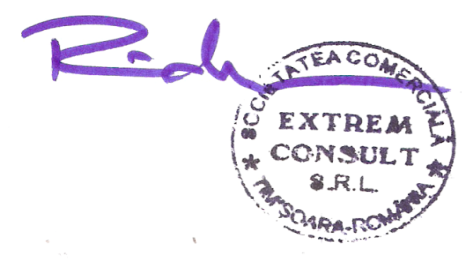 SOCIETATEA COMERCIALĂ
EXTREM
CONSULT
S.R.L.
TIMIȘOARA-ROMÂNIA